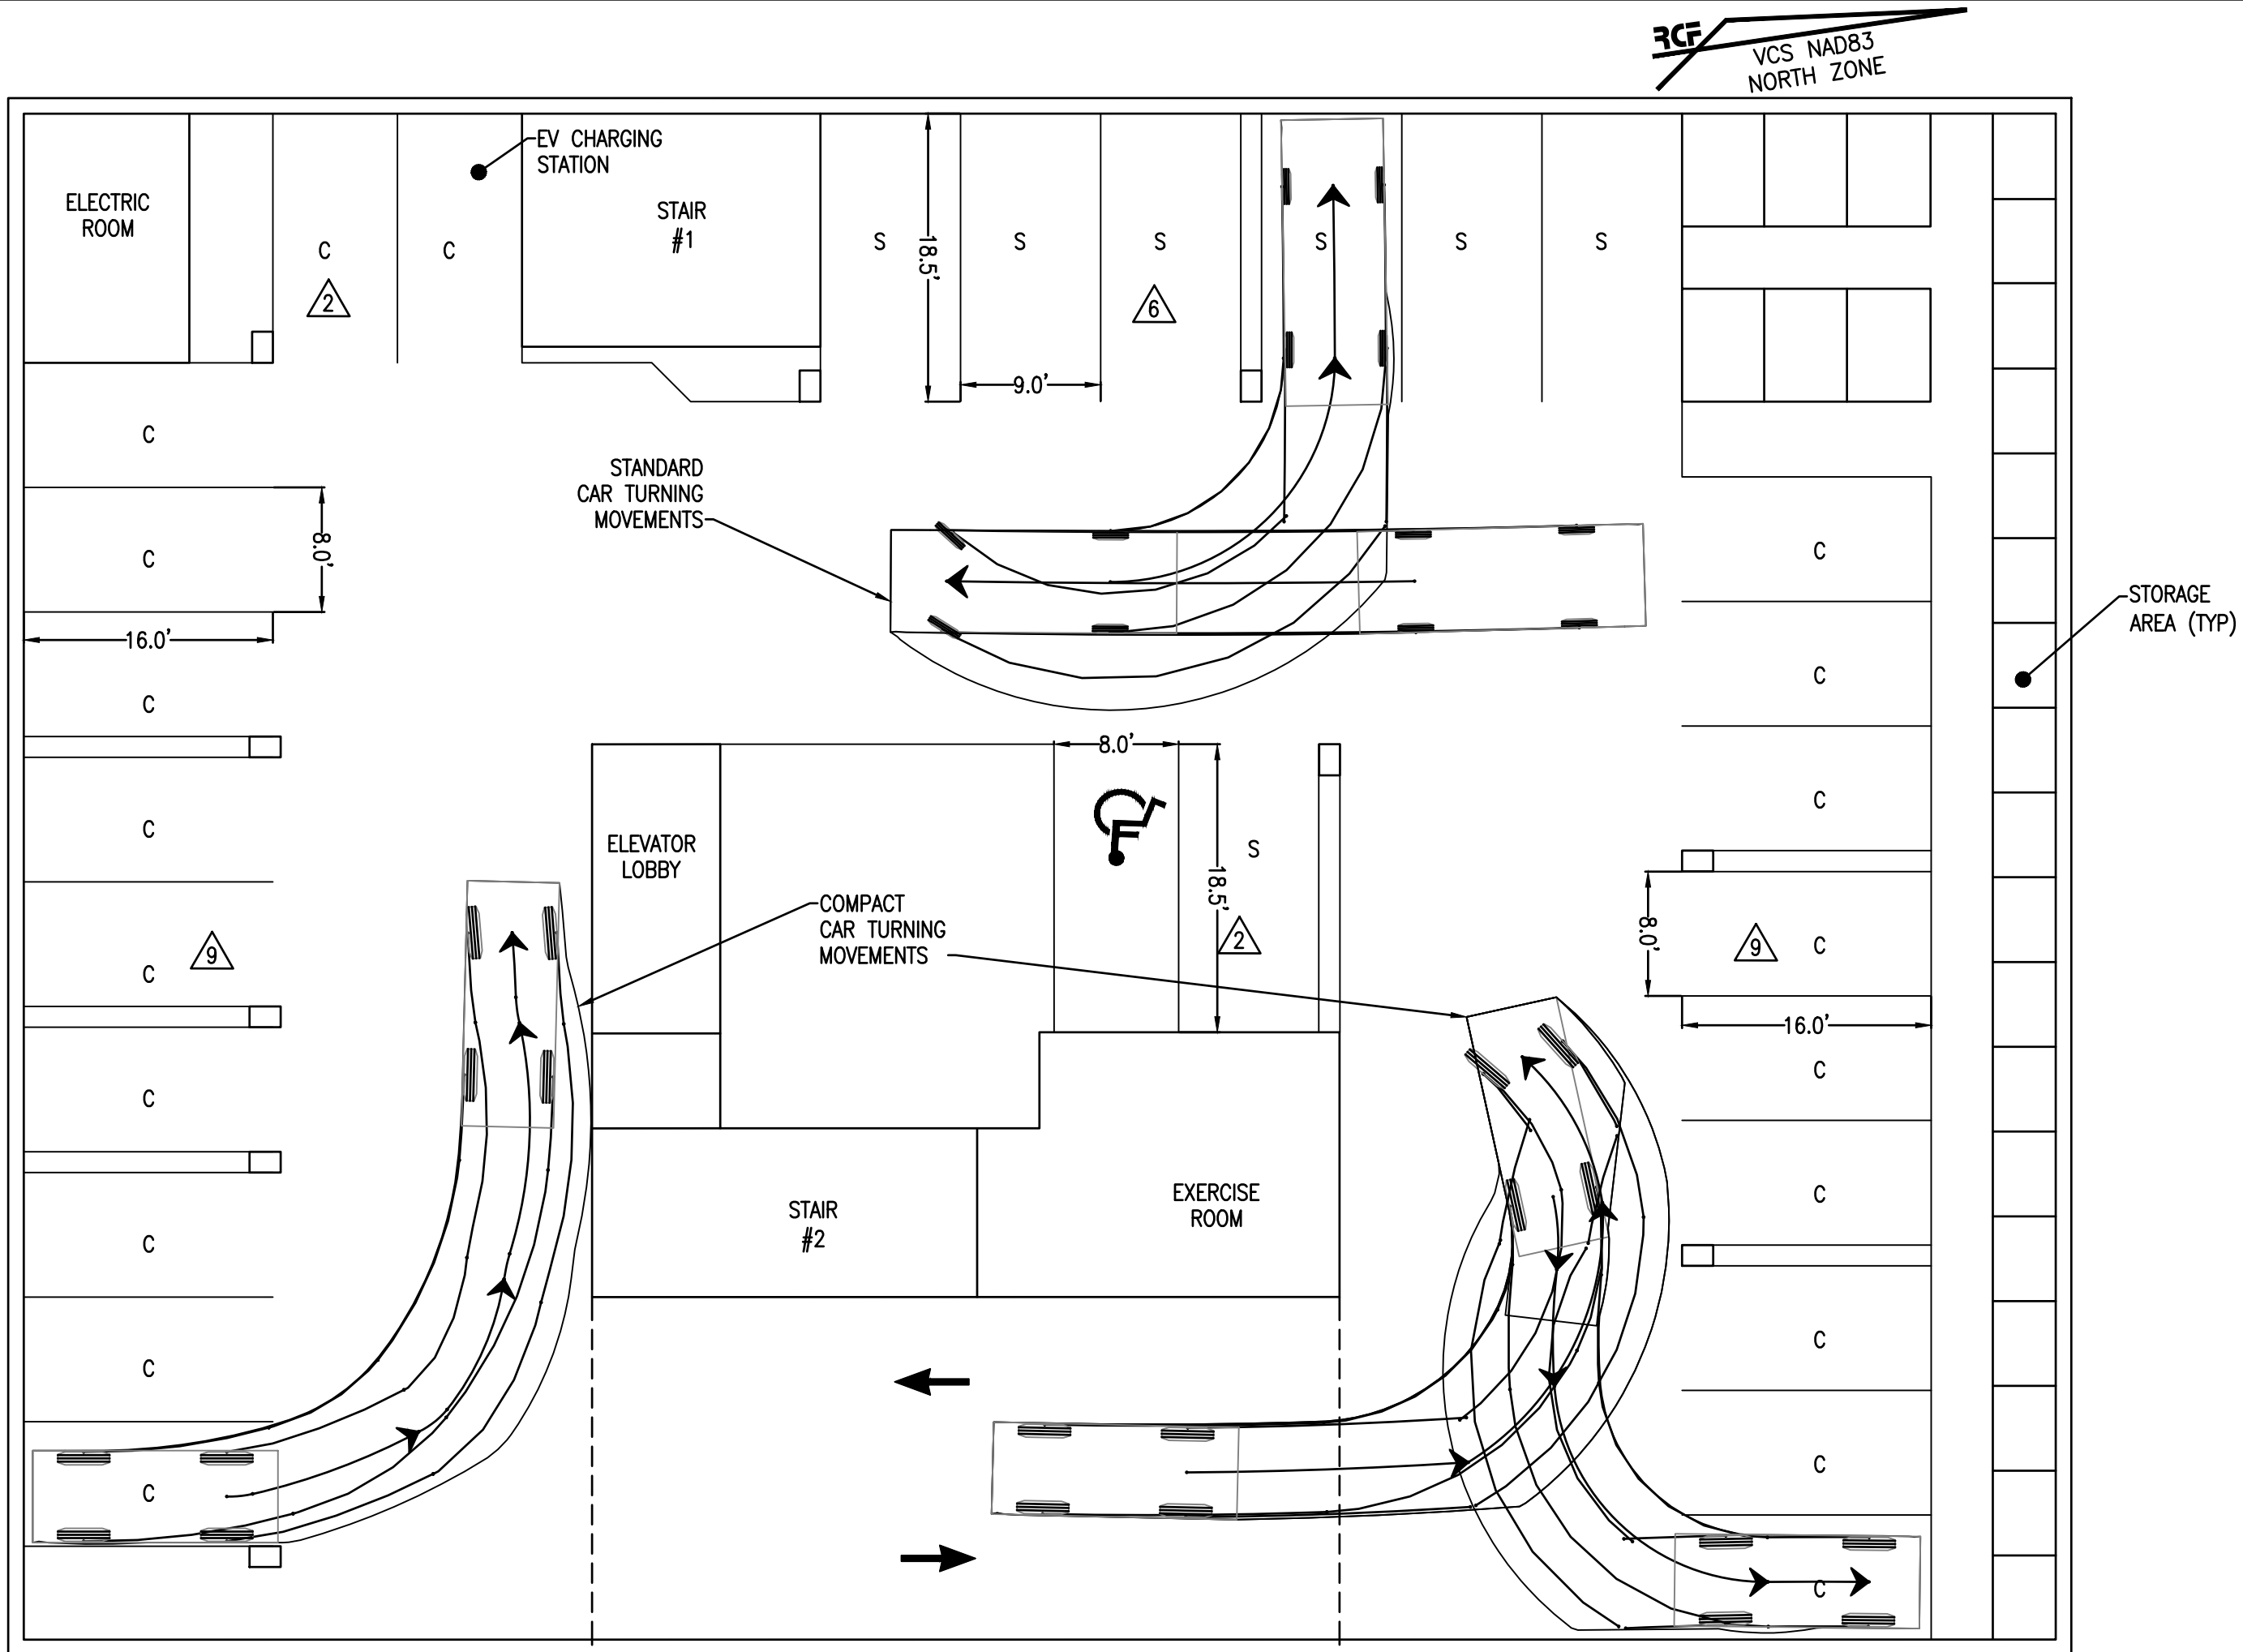 RCF
VCS NAD83
NORTH ZONE
EV CHARGING
STATION
ELECTRIC
ROOM
STAIR
#1
C
C
S
S
S
S
S
S
18.5'
2
6
9.0'
C
STANDARD
CAR TURNING
MOVEMENTS
C
8.0'
C
16.0'
STORAGE
AREA (TYP)
C
C
8.0'
C
C
ELEVATOR
LOBBY
S
18.5'
COMPACT
CAR TURNING
MOVEMENTS
2
9
C
8.0'
9
C
16.0'
C
C
C
C
STAIR
#2
EXERCISE
ROOM
C
C
C
C
C
C